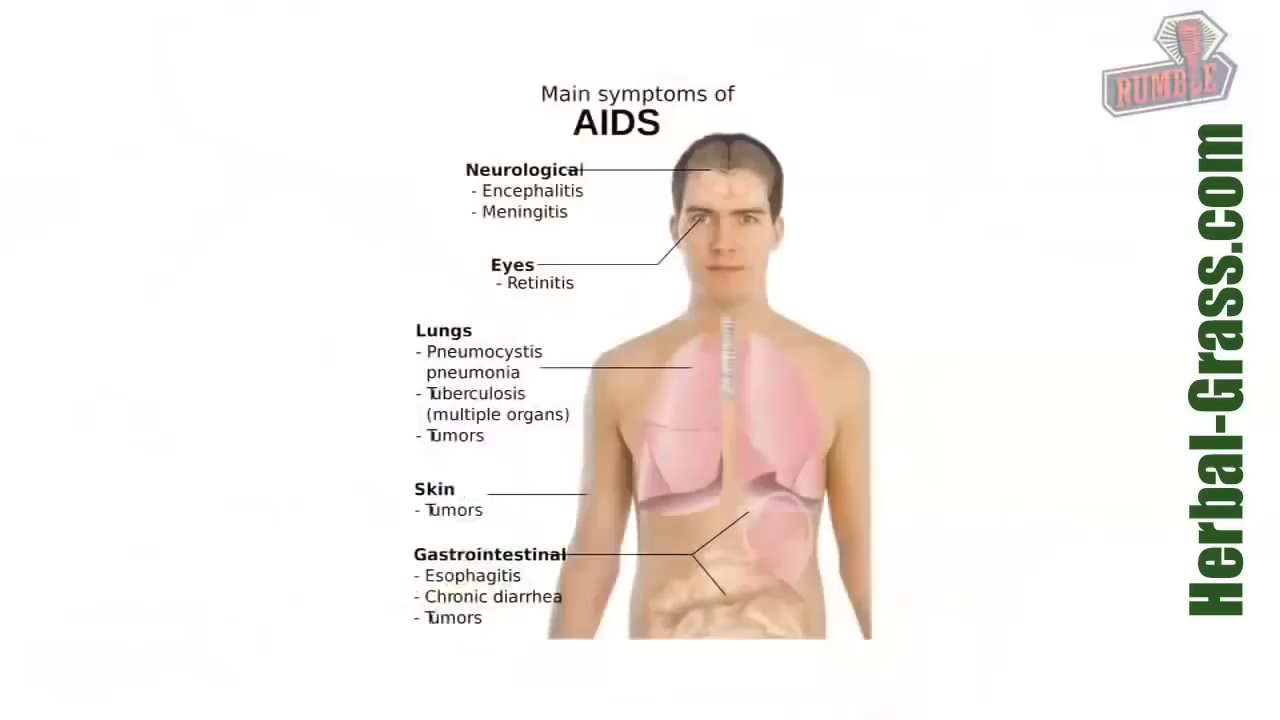 Main symptoms of
AIDS
Neurological
- Encephalitis
- Meningitis
Eyes
- Retinitis
Lungs
- Pneumocystis
pneumonia
- Tuberculosis
(multiple organs)
- Tumors
Skin
- Tumors
Gastrointestinal
- Esophagitis
- Chronic diarrhea
- Tumors
RUMBLE
Herbal-Grass.com